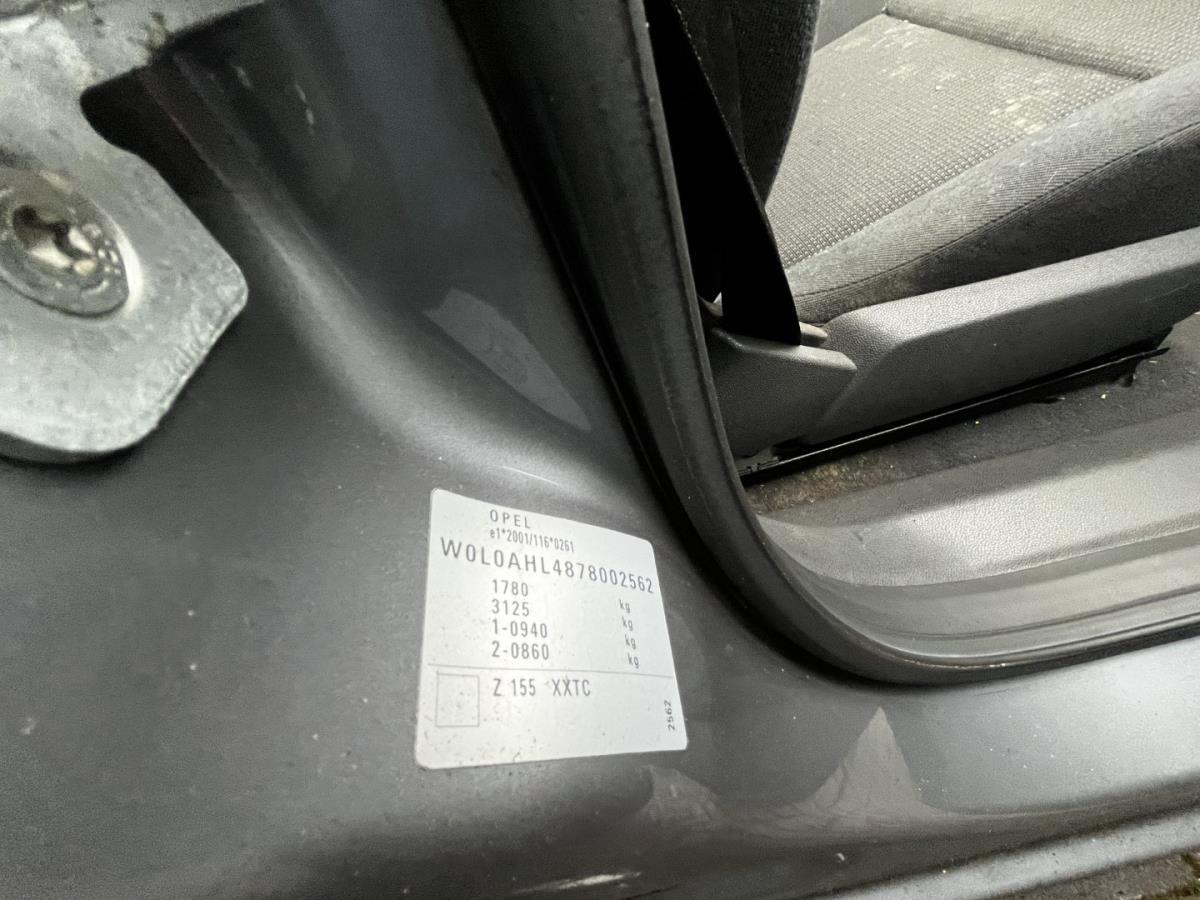 OPEL
e1*2001/116*0261
W0L0AHL4878002562
1780 kg
3125 kg
1-0940 kg
2-0860 kg
Z 155 XXTC
2562